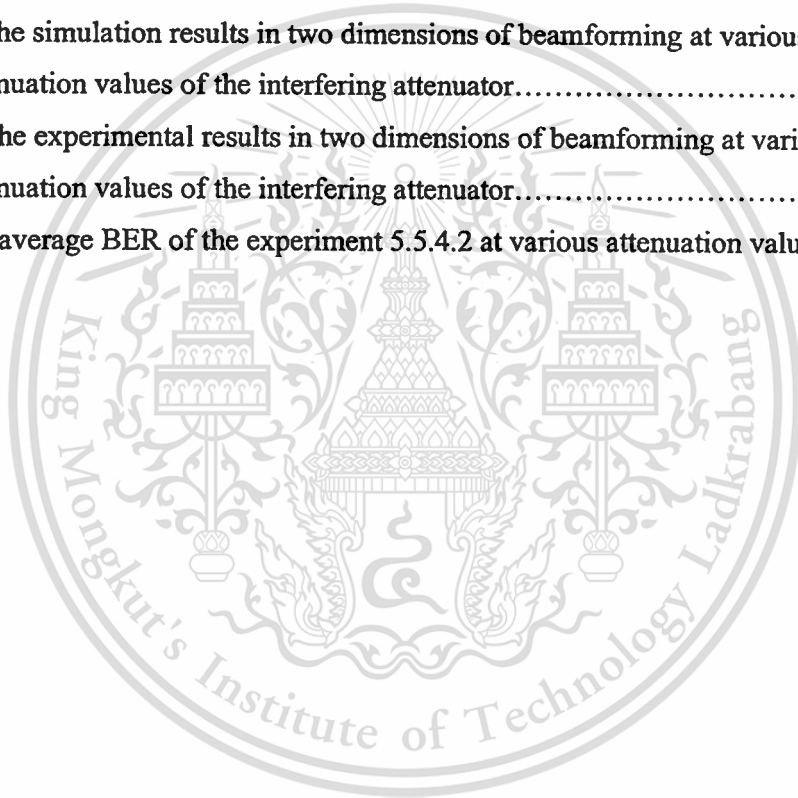 he simulation results in two dimensions of beamforming at variou
nuation values of the interfering attenuator..............................
he experimental results in two dimensions of beamforming at vari
nuation values of the interfering attenuator..............................
average BER of the experiment 5.5.4.2 at various attenuation valu
King Mongkut's Institute of Technology Ladkrabang